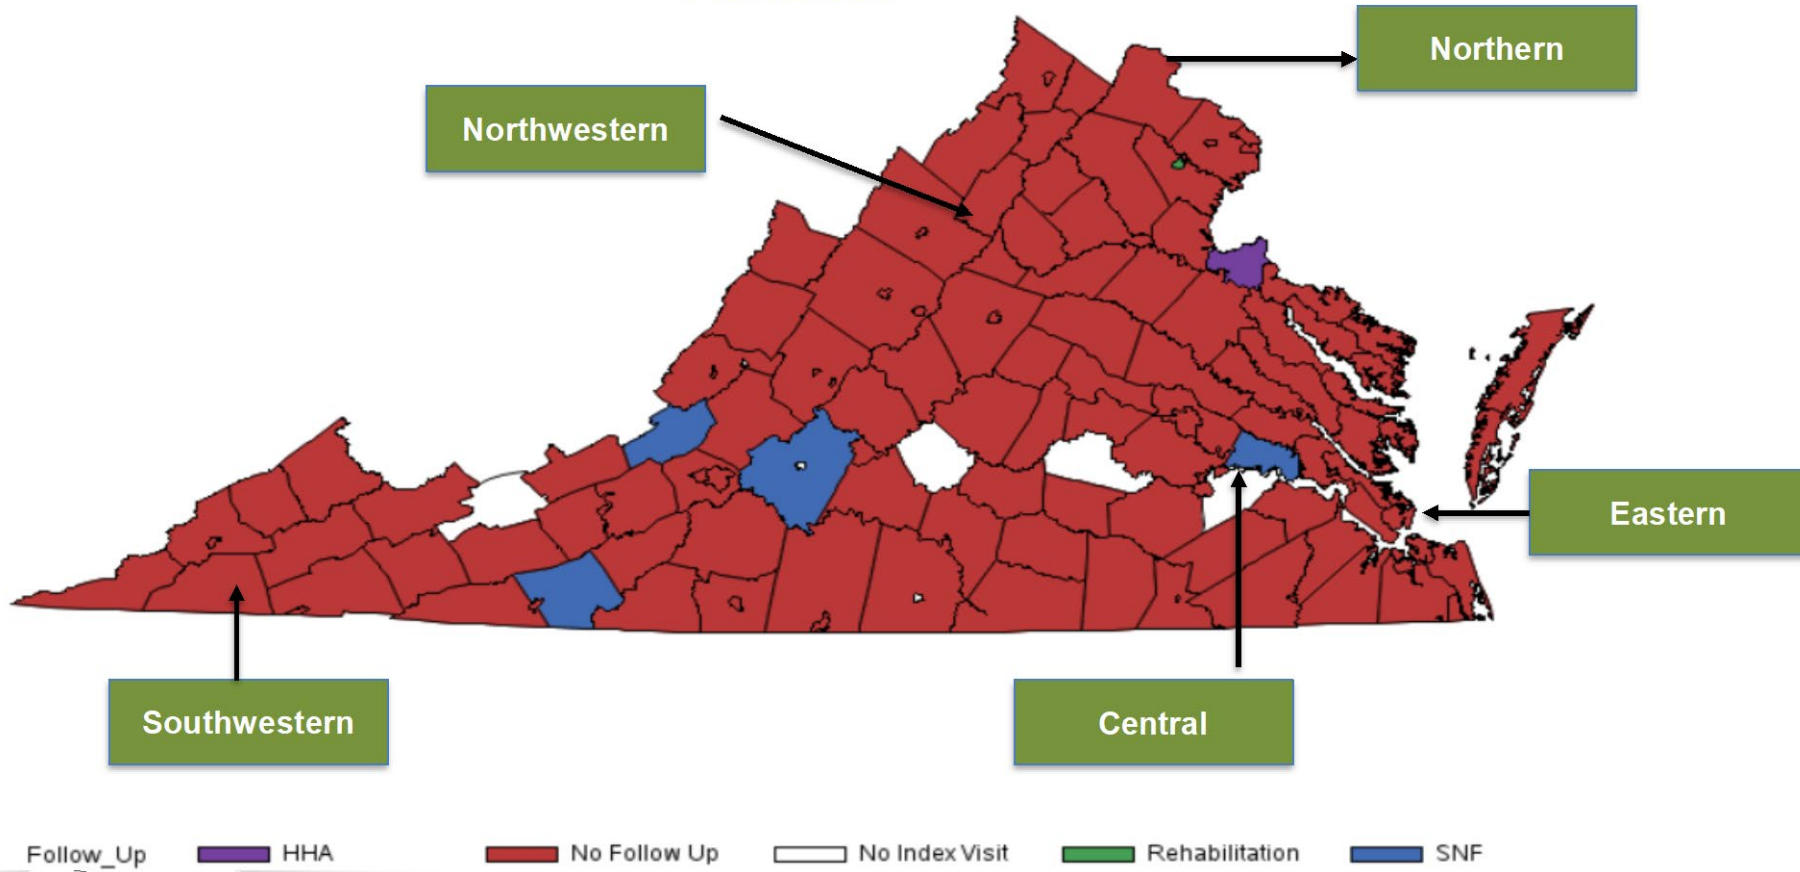 Northern
Northwestern
Eastern
Southwestern
Central
Follow_Up HHA No Follow Up No Index Visit Rehabilitation SNF